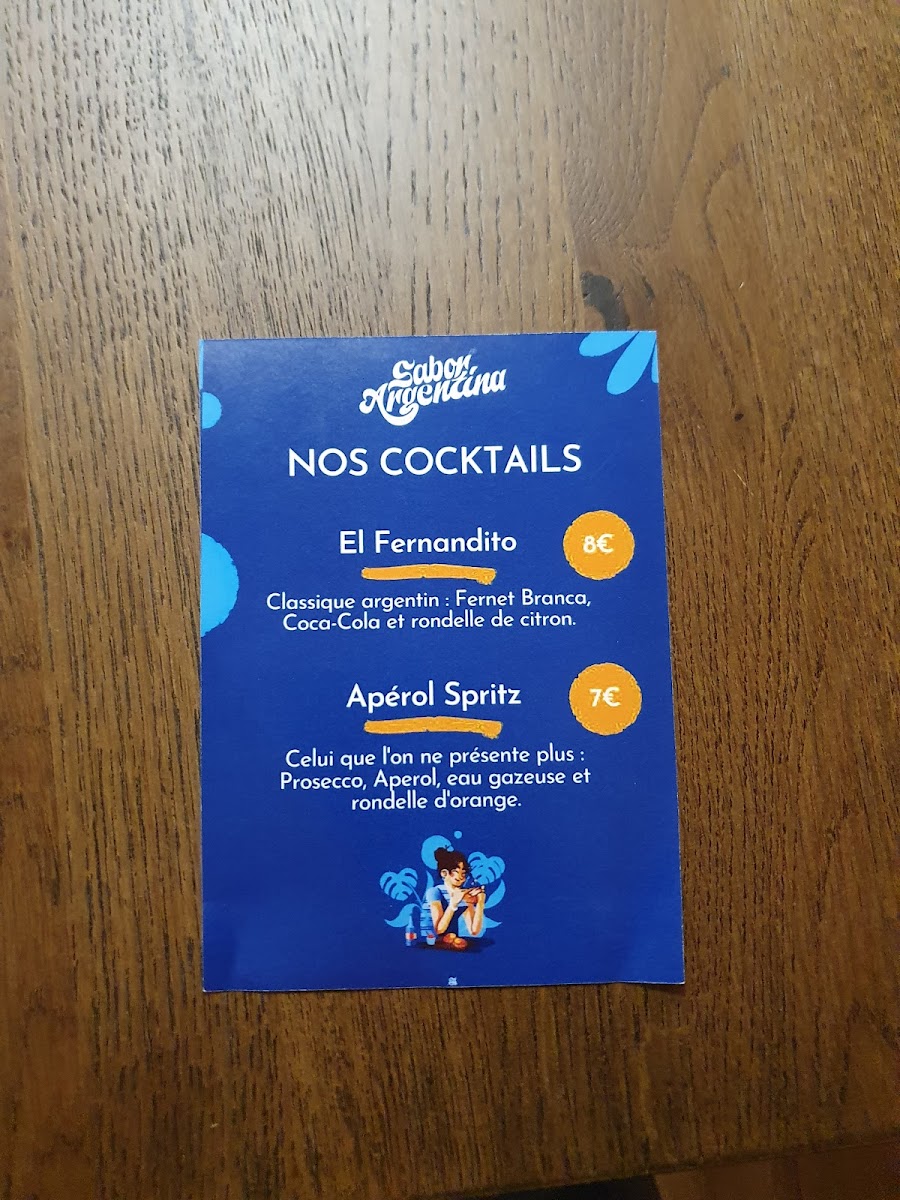 Sabor
Argentina
NOS COCKTAILS
El Fernandito
8€
Classique argentin : Fernet Branca,
Coca-Cola et rondelle de citron.
Apérol Spritz
7€
Celui que l'on ne présente plus :
Prosecco, Aperol, eau gazeuse et
rondelle d'orange.